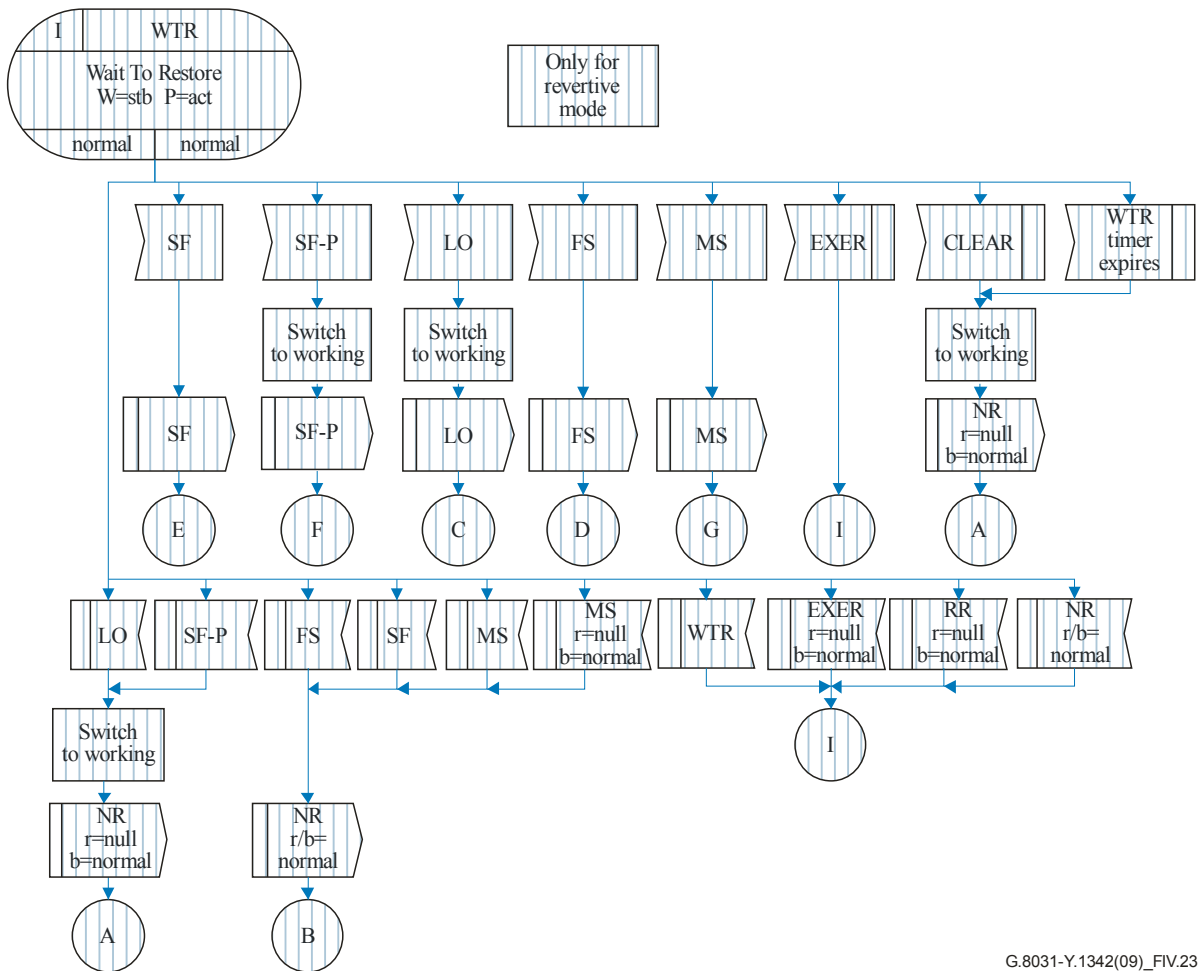 I WTR
Wait To Restore
W=stb P=act
normal normal
Only for
revertive
mode
SF
SF-P
LO
FS
MS
EXER
CLEAR
WTR
timer
expires
Switch
to working
Switch
to working
Switch
to working
SF
SF-P
LO
FS
MS
NR
r=null
b=normal
E
F
C
D
G
I
A
LO
SF-P
FS
SF
MS
MS
r=null
b=normal
WTR
EXER
r=null
b=normal
RR
r=null
b=normal
NR
r/b=
normal
Switch
to working
I
NR
r=null
b=normal
NR
r/b=
normal
A
B
G.8031-Y.1342(09)_FIV.23